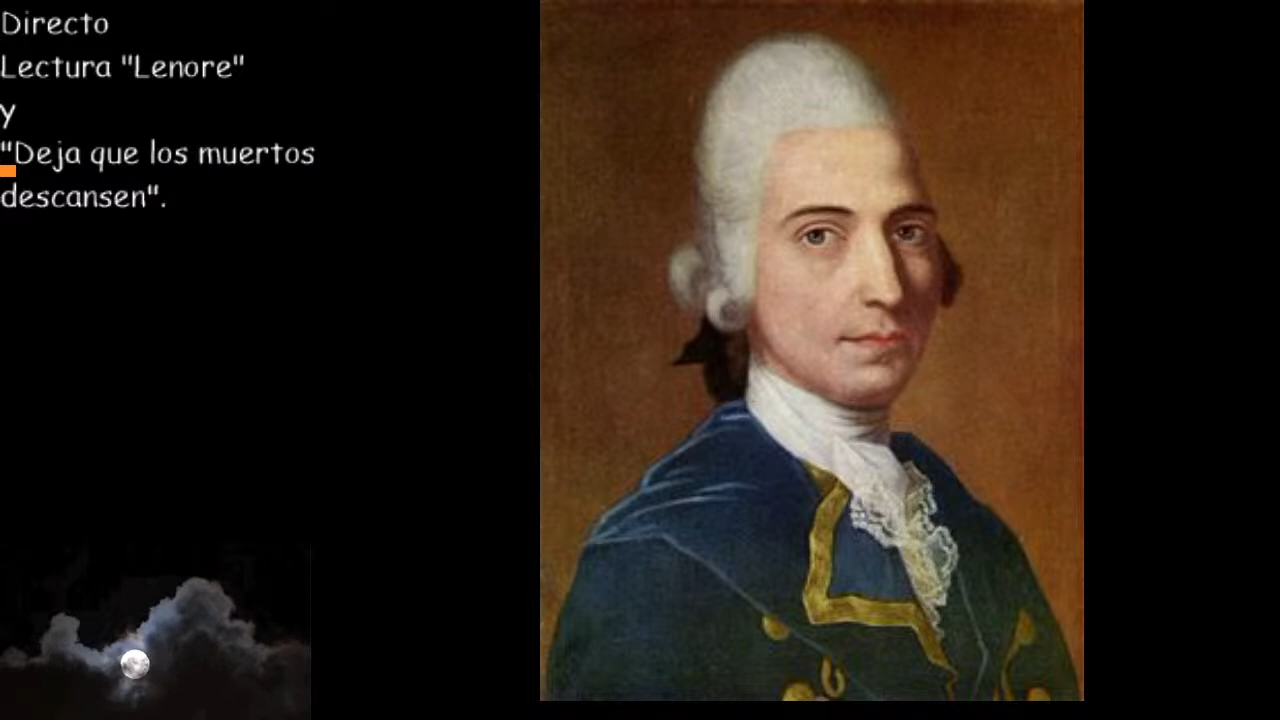 Directo
Lectura "Lenore"
y
"Deja que los muertos
descansen".